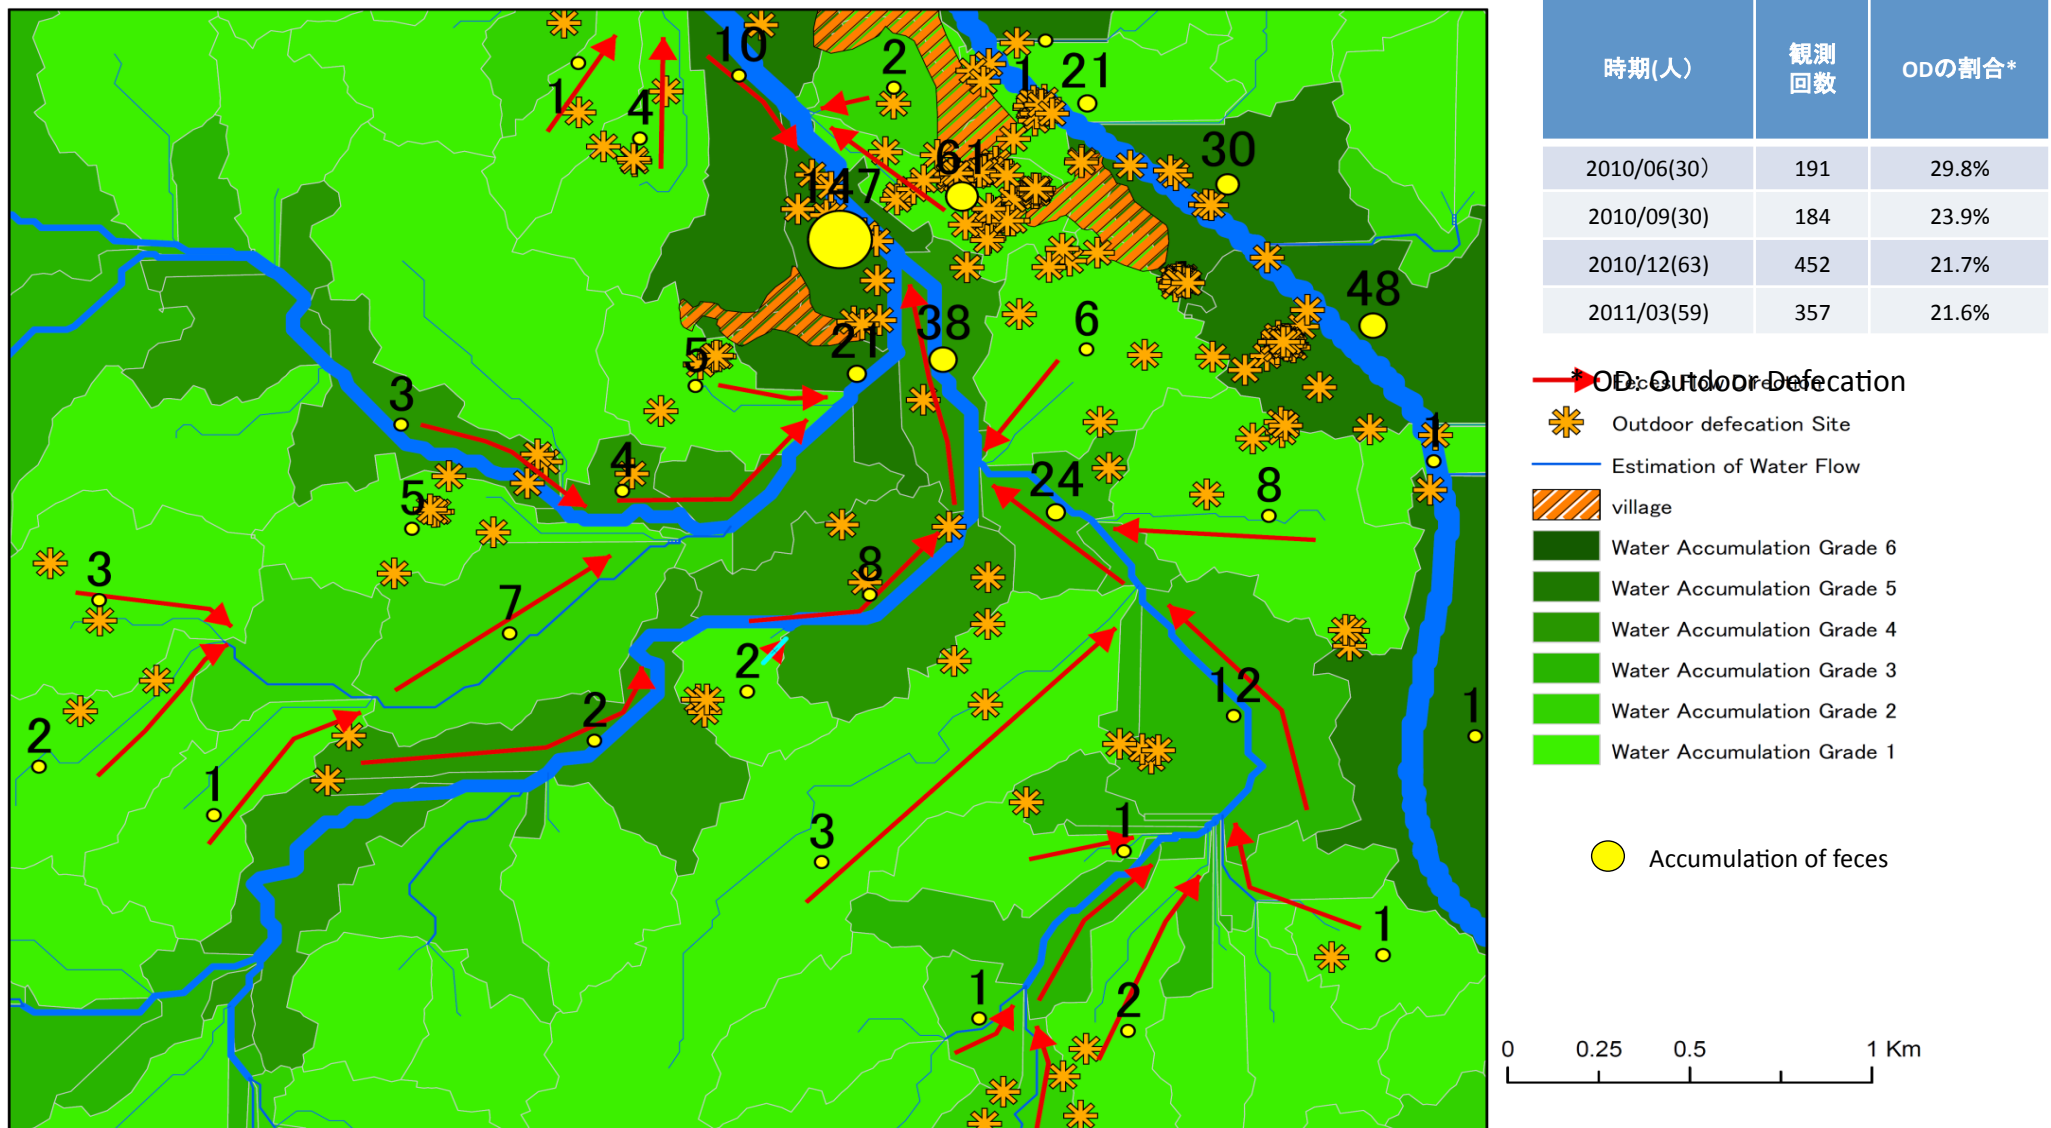 10
2
1
21
1
4
61
30
147
48
38
6
21
5
3
4
24
8
5
1
3
8
7
2
12
2
2
1
3
1
1
1
2
1
時期(人）
観測
回数
ODの割合*
2010/06(30）
191
29.8%
2010/09(30)
184
23.9%
2010/12(63)
452
21.7%
2011/03(59)
357
21.6%
* OD: Outdoor Defecation
Feces Flow Direction
Outdoor defecation Site
Estimation of Water Flow
village
Water Accumulation Grade 6
Water Accumulation Grade 5
Water Accumulation Grade 4
Water Accumulation Grade 3
Water Accumulation Grade 2
Water Accumulation Grade 1
Accumulation of feces
0 0.25 0.5 1 Km